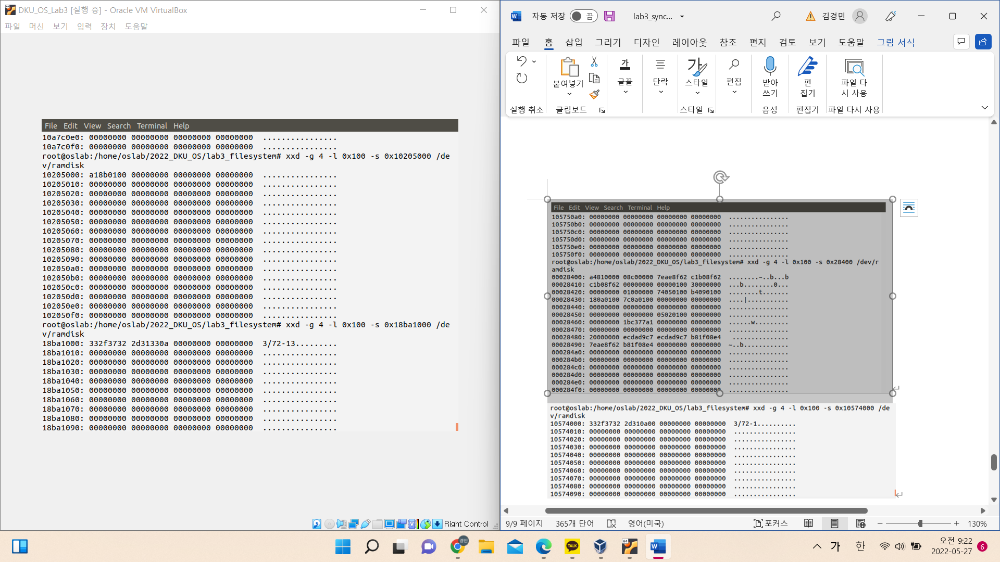 DKU_OS_Lab3 [실행 중] - Oracle VM VirtualBox
파일 머신 보기 입력 장치 도움말
File Edit View Search Terminal Help
10a7c0e0: 00000000 00000000 00000000 00000000 ................
10a7c0f0: 00000000 00000000 00000000 00000000 ................
root@oslab:/home/oslab/2022_DKU_OS/lab3_filesystem# xxd -g 4 -l 0x100 -s 0x10205000 /de
v/ramdisk
10205000: a18b0100 00000000 00000000 00000000 ................
10205010: 00000000 00000000 00000000 00000000 ................
10205020: 00000000 00000000 00000000 00000000 ................
10205030: 00000000 00000000 00000000 00000000 ................
10205040: 00000000 00000000 00000000 00000000 ................
10205050: 00000000 00000000 00000000 00000000 ................
10205060: 00000000 00000000 00000000 00000000 ................
10205070: 00000000 00000000 00000000 00000000 ................
10205080: 00000000 00000000 00000000 00000000 ................
10205090: 00000000 00000000 00000000 00000000 ................
102050a0: 00000000 00000000 00000000 00000000 ................
102050b0: 00000000 00000000 00000000 00000000 ................
102050c0: 00000000 00000000 00000000 00000000 ................
102050d0: 00000000 00000000 00000000 00000000 ................
102050e0: 00000000 00000000 00000000 00000000 ................
102050f0: 00000000 00000000 00000000 00000000 ................
root@oslab:/home/oslab/2022_DKU_OS/lab3_filesystem# xxd -g 4 -l 0x100 -s 0x18ba1000 /de
v/ramdisk
18ba1000: 332f3732 2d31330a 00000000 00000000 3/72-13.........
18ba1010: 00000000 00000000 00000000 00000000 ................
18ba1020: 00000000 00000000 00000000 00000000 ................
18ba1030: 00000000 00000000 00000000 00000000 ................
18ba1040: 00000000 00000000 00000000 00000000 ................
18ba1050: 00000000 00000000 00000000 00000000 ................
18ba1060: 00000000 00000000 00000000 00000000 ................
18ba1070: 00000000 00000000 00000000 00000000 ................
18ba1080: 00000000 00000000 00000000 00000000 ................
18ba1090: 00000000 00000000 00000000 00000000 ................
Right Control
자동 저장 끔 lab3_sync... 김경민
파일 홈 삽입 그리기 디자인 레이아웃 참조 편지 검토 보기 도움말 그림 서식
붙여넣기 가 글꼴 단락 가 스타일 편집 받아 쓰기 편 집기 파일 다 시 사용
실행 취소 클립보드 스타일 음성 편집기 파일 다시 사용
File Edit View Search Terminal Help
105750a0: 00000000 00000000 00000000 00000000 ................
105750b0: 00000000 00000000 00000000 00000000 ................
105750c0: 00000000 00000000 00000000 00000000 ................
105750d0: 00000000 00000000 00000000 00000000 ................
105750e0: 00000000 00000000 00000000 00000000 ................
105750f0: 00000000 00000000 00000000 00000000 ................
root@oslab:/home/oslab/2022_DKU_OS/lab3_filesystem# xxd -g 4 -l 0x100 -s 0x28400 /dev/r
amdisk
00028400: a4810000 08c00000 7eae8f62 c1b08f62 ........~..b...b
00028410: c1b08f62 00000000 00000100 30000000 ...b........0...
00028420: 00000000 01000000 74050100 b4090100 ........t.......
00028430: 180a0100 7c0a0100 00000000 00000000 ....|...........
00028440: 00000000 00000000 00000000 00000000 ................
00028450: 00000000 00000000 05020100 00000000 ................
00028460: 00000000 1bc377a1 00000000 00000000 ......w.........
00028470: 00000000 00000000 00000000 00000000 ................
00028480: 20000000 ecdad9c7 ecdad9c7 b81f08e4  ...............
00028490: 7eae8f62 b81f08e4 00000000 00000000 ~..b............
000284a0: 00000000 00000000 00000000 00000000 ................
000284b0: 00000000 00000000 00000000 00000000 ................
000284c0: 00000000 00000000 00000000 00000000 ................
000284d0: 00000000 00000000 00000000 00000000 ................
000284e0: 00000000 00000000 00000000 00000000 ................
000284f0: 00000000 00000000 00000000 00000000 ................
root@oslab:/home/oslab/2022_DKU_OS/lab3_filesystem# xxd -g 4 -l 0x100 -s 0x10574000 /de
v/ramdisk
10574000: 332f3732 2d310a00 00000000 00000000 3/72-1..........
10574010: 00000000 00000000 00000000 00000000 ................
10574020: 00000000 00000000 00000000 00000000 ................
10574030: 00000000 00000000 00000000 00000000 ................
10574040: 00000000 00000000 00000000 00000000 ................
10574050: 00000000 00000000 00000000 00000000 ................
10574060: 00000000 00000000 00000000 00000000 ................
10574070: 00000000 00000000 00000000 00000000 ................
10574080: 00000000 00000000 00000000 00000000 ................
10574090: 00000000 00000000 00000000 00000000 ................
9/9 페이지 365개 단어 영어(미국) 포커스 130%
경민 TALK 64 가 한 오전 9:22
2022-05-27 6